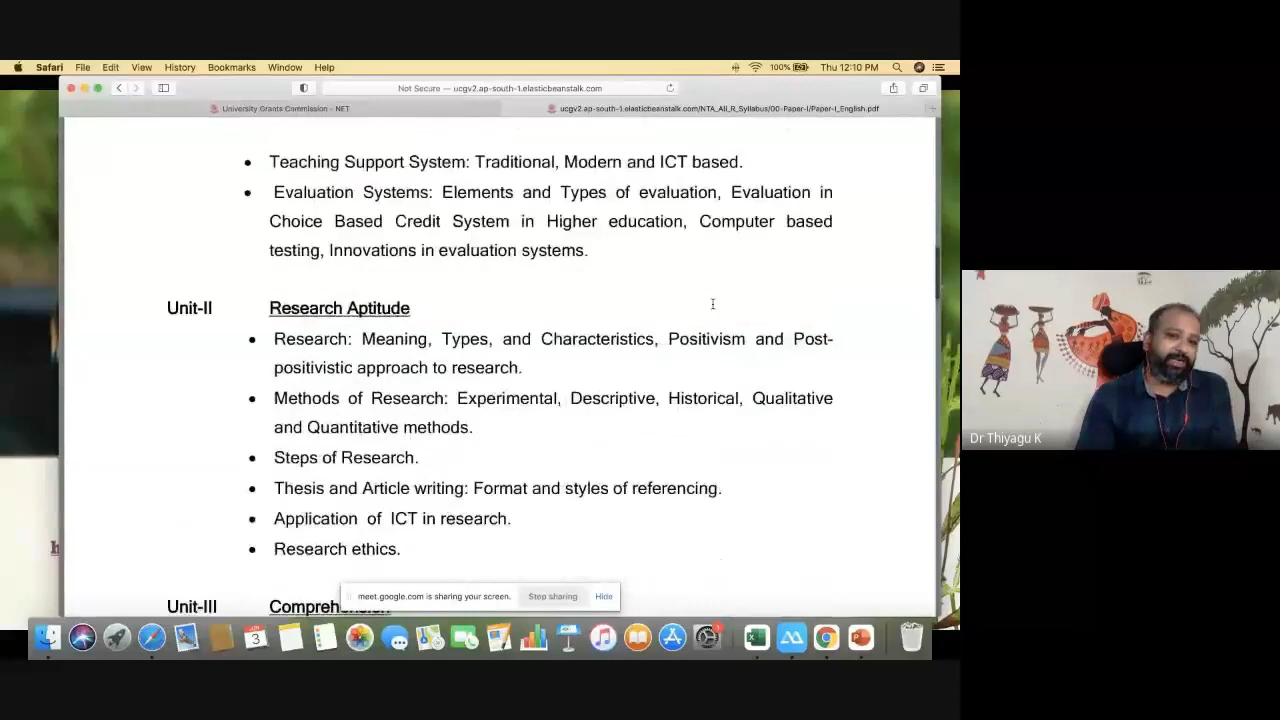 Safari File Edit View History Bookmarks Window Help 100% Thu 12:10 PM
Not Secure — ucgv2.ap-south-1.elasticbeanstalk.com
University Grants Commission - NET
ucgv2.ap-south-1.elasticbeanstalk.com/NTA_All_R_Syllabus/00-Paper-I/Paper-I_English.pdf
• Teaching Support System: Traditional, Modern and ICT based.
• Evaluation Systems: Elements and Types of evaluation, Evaluation in
Choice Based Credit System in Higher education, Computer based
testing, Innovations in evaluation systems.
Unit-II Research Aptitude
• Research: Meaning, Types, and Characteristics, Positivism and Post-
positivistic approach to research.
• Methods of Research: Experimental, Descriptive, Historical, Qualitative
and Quantitative methods.
• Steps of Research.
• Thesis and Article writing: Format and styles of referencing.
• Application of ICT in research.
• Research ethics.
meet.google.com is sharing your screen. Stop sharing Hide
Unit-III Comprehension
h
3
1
Dr Thiyagu K